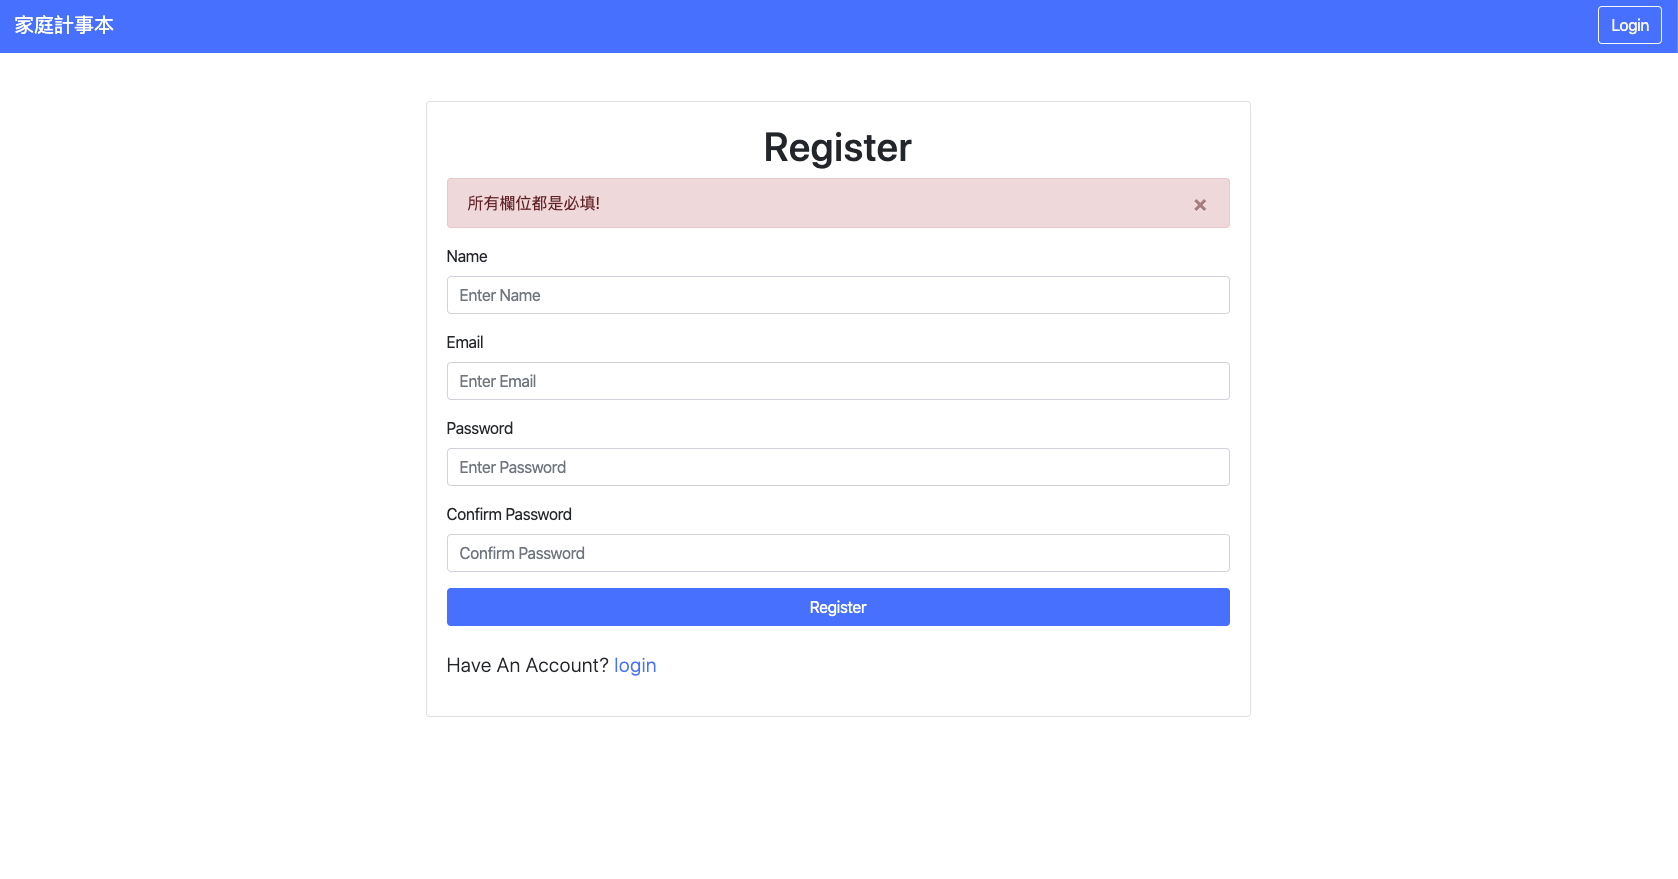 家庭計事本
Login
Register
所有欄位都是必填!
×
Name
Enter Name
Email
Enter Email
Password
Enter Password
Confirm Password
Confirm Password
Register
Have An Account? login